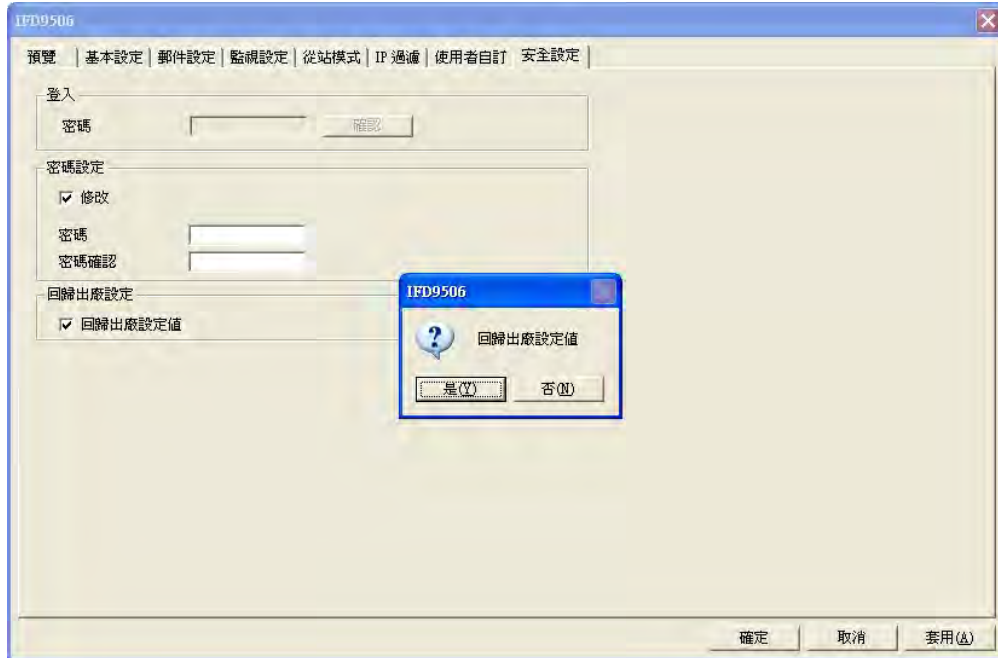 IFD9506
預覽 基本設定 郵件設定 監視設定 從站模式 IP 過濾 使用者自訂 安全設定
登入
密碼 確認
密碼設定
修改
密碼
密碼確認
回歸出廠設定
回歸出廠設定值
IFD9506
回歸出廠設定值
是(Y) 否(N)
確定 取消 套用(A)